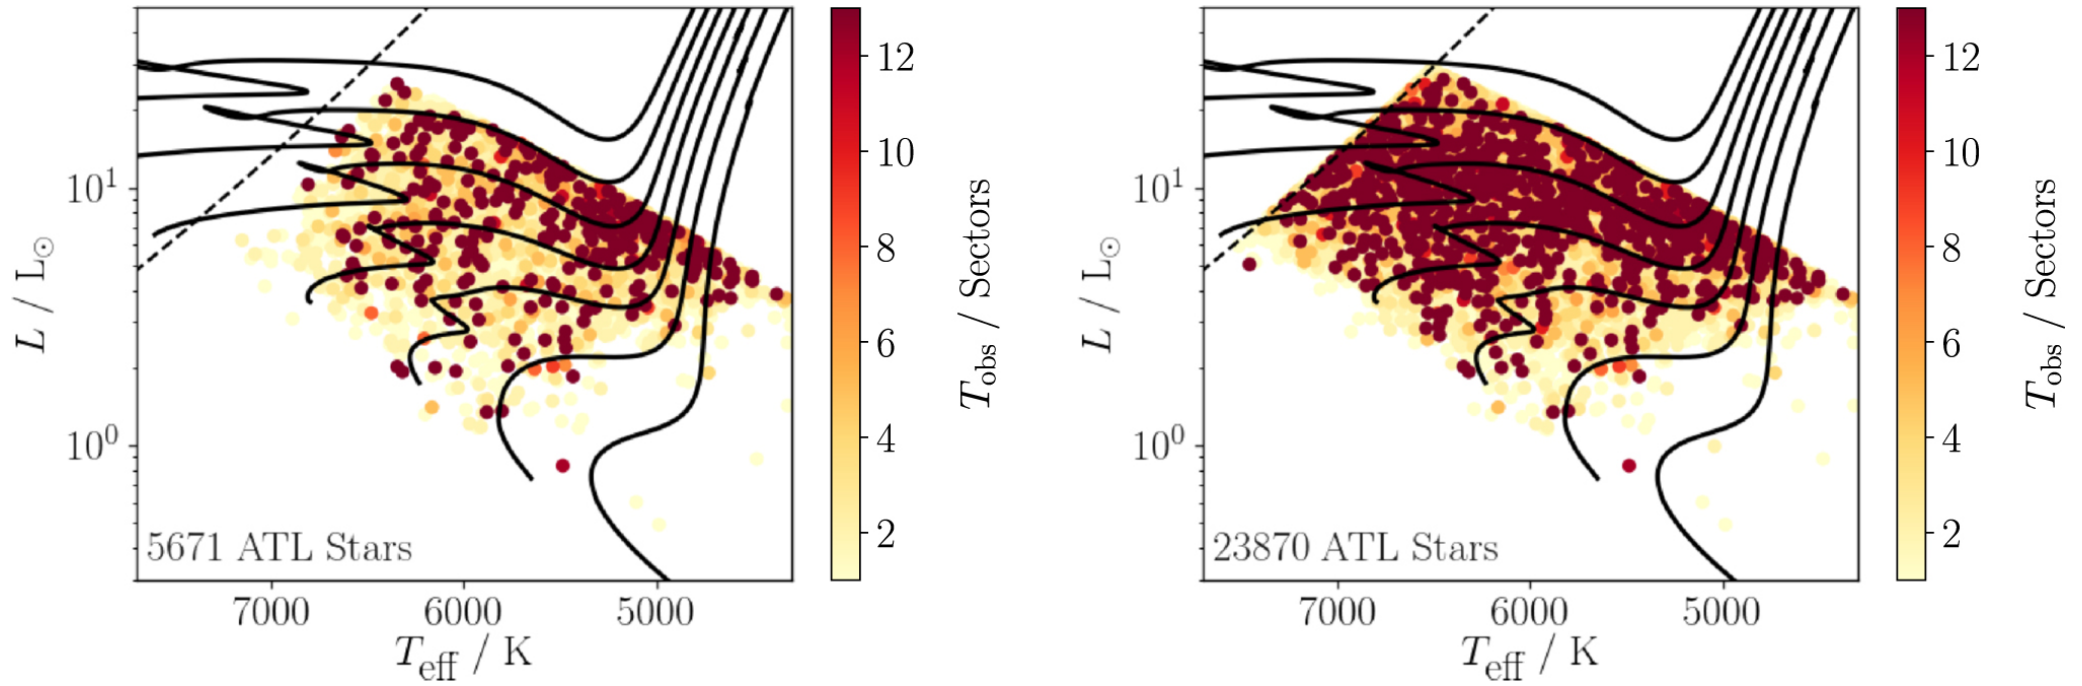 10¹
10⁰
L / L☉
5671 ATL Stars
7000 6000 5000
T_eff / K
12
10
8
6
4
2
T_obs / Sectors
10¹
10⁰
L / L☉
23870 ATL Stars
7000 6000 5000
T_eff / K
12
10
8
6
4
2
T_obs / Sectors